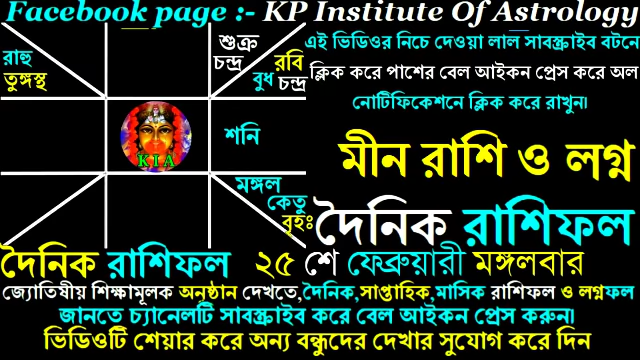 Facebook page :- KP Institute Of Astrology
রাহু
তুঙ্গস্থ
শুক্র
চন্দ্র
রবি
বুধ
চন্দ্র
KIA
শনি
মঙ্গল
কেতু
বৃহঃ
এই ভিডিওর নিচে দেওয়া লাল সাবস্ক্রাইব বটনে
ক্লিক করে পাশের বেল আইকন প্রেস করে অল
নোটিফিকেশনে ক্লিক করে রাখুন।
মীন রাশি ও লগ্ন
দৈনিক রাশিফল
দৈনিক রাশিফল ২৫ শে ফেব্রুয়ারী মঙ্গলবার
জ্যোতিষীয় শিক্ষামূলক অনুষ্ঠান দেখতে,দৈনিক,সাপ্তাহিক,মাসিক রাশিফল ও লগ্নফল
জানতে চ্যানেলটি সাবস্ক্রাইব করে বেল আইকন প্রেস করুন।
ভিডিওটি শেয়ার করে অন্য বন্ধুদের দেখার সুযোগ করে দিন